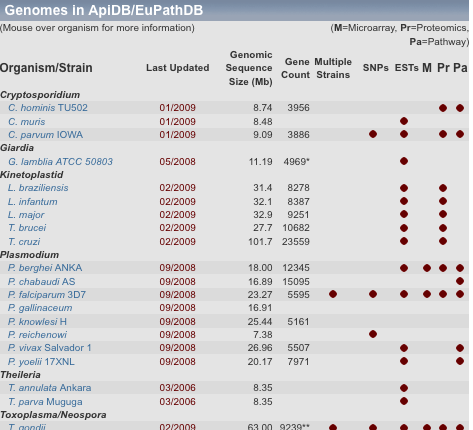 Genomes in ApiDB/EuPathDB
(Mouse over organism for more information) (M=Microarray, Pr=Proteomics,
Pa=Pathway)
Organism/Strain Last Updated Genomic Sequence Size (Mb) Gene Count Multiple Strains SNPs ESTs M Pr Pa
Cryptosporidium
C. hominis TU502 01/2009 8.74 3956
C. muris 01/2009 8.48
C. parvum IOWA 01/2009 9.09 3886
Giardia
G. lamblia ATCC 50803 05/2008 11.19 4969*
Kinetoplastid
L. braziliensis 02/2009 31.4 8278
L. infantum 02/2009 32.1 8387
L. major 02/2009 32.9 9251
T. brucei 02/2009 27.7 10682
T. cruzi 02/2009 101.7 23559
Plasmodium
P. berghei ANKA 09/2008 18.00 12345
P. chabaudi AS 09/2008 16.89 15095
P. falciparum 3D7 09/2008 23.27 5595
P. gallinaceum 09/2008 16.91
P. knowlesi H 09/2008 25.44 5161
P. reichenowi 09/2008 7.38
P. vivax Salvador 1 09/2008 26.96 5507
P. yoelii 17XNL 09/2008 20.17 7971
Theileria
T. annulata Ankara 03/2006 8.35
T. parva Muguga 03/2006 8.35
Toxoplasma/Neospora
T. gondii 02/2009 63.00 9239**